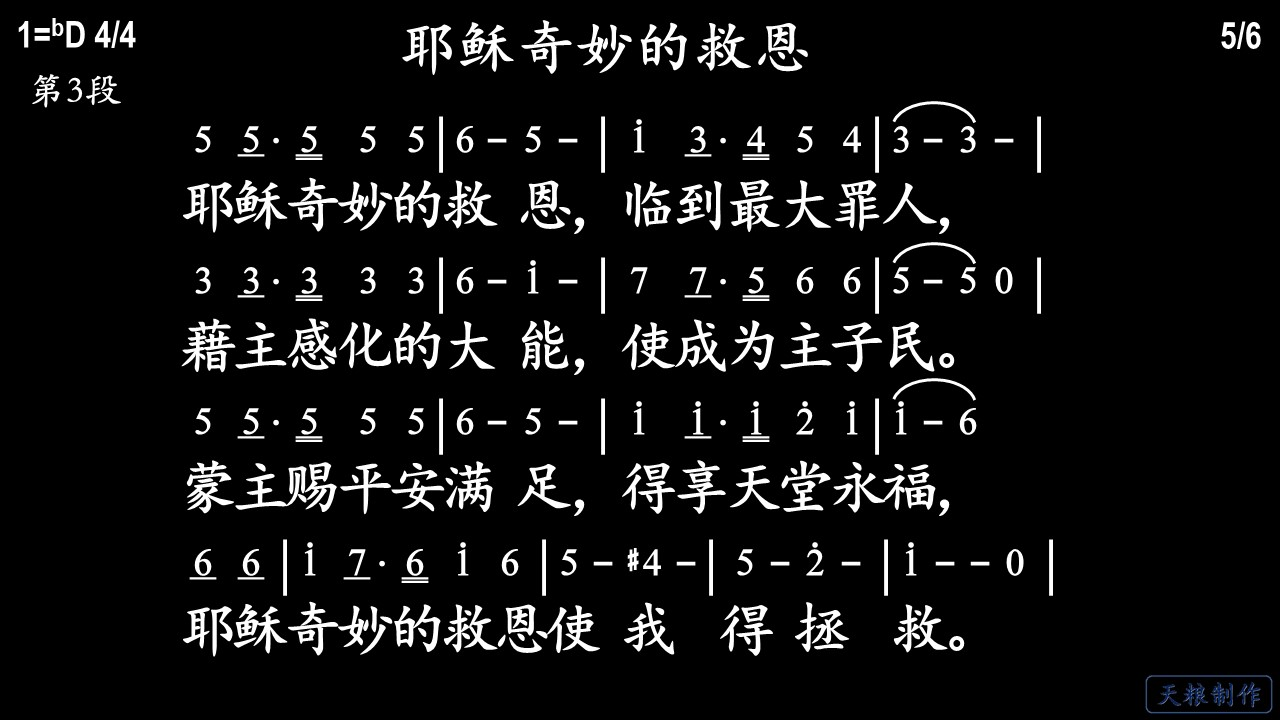 1=ᵇD 4/4
耶稣奇妙的救恩
5/6
第3段
5 5· 5 5 5 | 6 – 5 – | i 3· 4 5 4 | 3 – 3 – |
耶稣奇妙的救 恩，临到最大罪人，
3 3· 3 3 3 | 6 – i – | 7 7· 5 6 6 | 5 – 5 0 |
藉主感化的大 能，使成为主子民。
5 5· 5 5 5 | 6 – 5 – | i i· i 2̇ i | i – 6
蒙主赐平安满 足，得享天堂永福，
6 6 | i 7· 6 i 6 | 5 – #4 – | 5 – 2̇ – | i – – 0 |
耶稣奇妙的救恩使 我 得 拯 救。
天粮制作